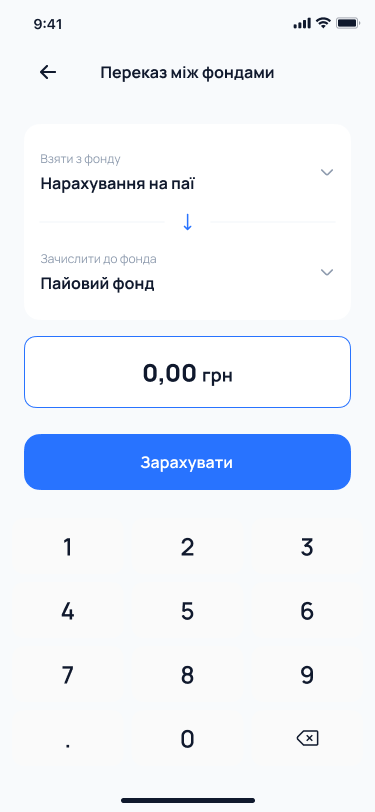 9:41
Переказ між фондами
Взяти з фонду
Нарахування на паї
Зачислити до фонда
Пайовий фонд
0,00 грн
Зарахувати
1 2 3
4 5 6
7 8 9
. 0